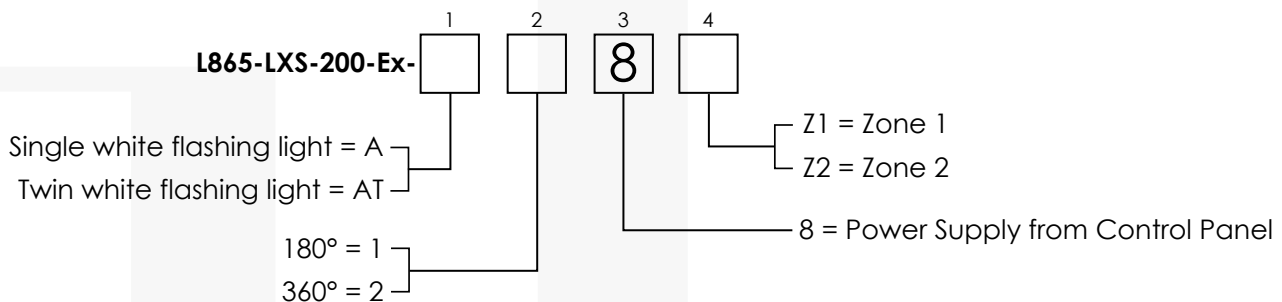 1 2 3 4
L865-LXS-200-Ex- 8
Z1 = Zone 1
Single white flashing light = A
Z2 = Zone 2
Twin white flashing light = AT
8 = Power Supply from Control Panel
180° = 1
360° = 2